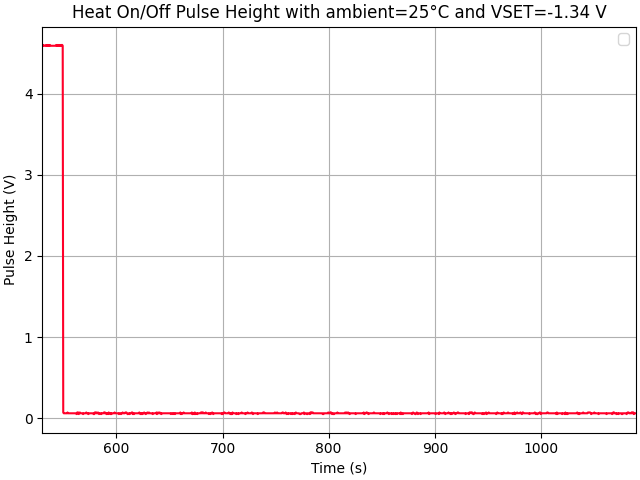 Heat On/Off Pulse Height with ambient=25°C and VSET=-1.34 V
Pulse Height (V)
4
3
2
1
0
600 700 800 900 1000
Time (s)